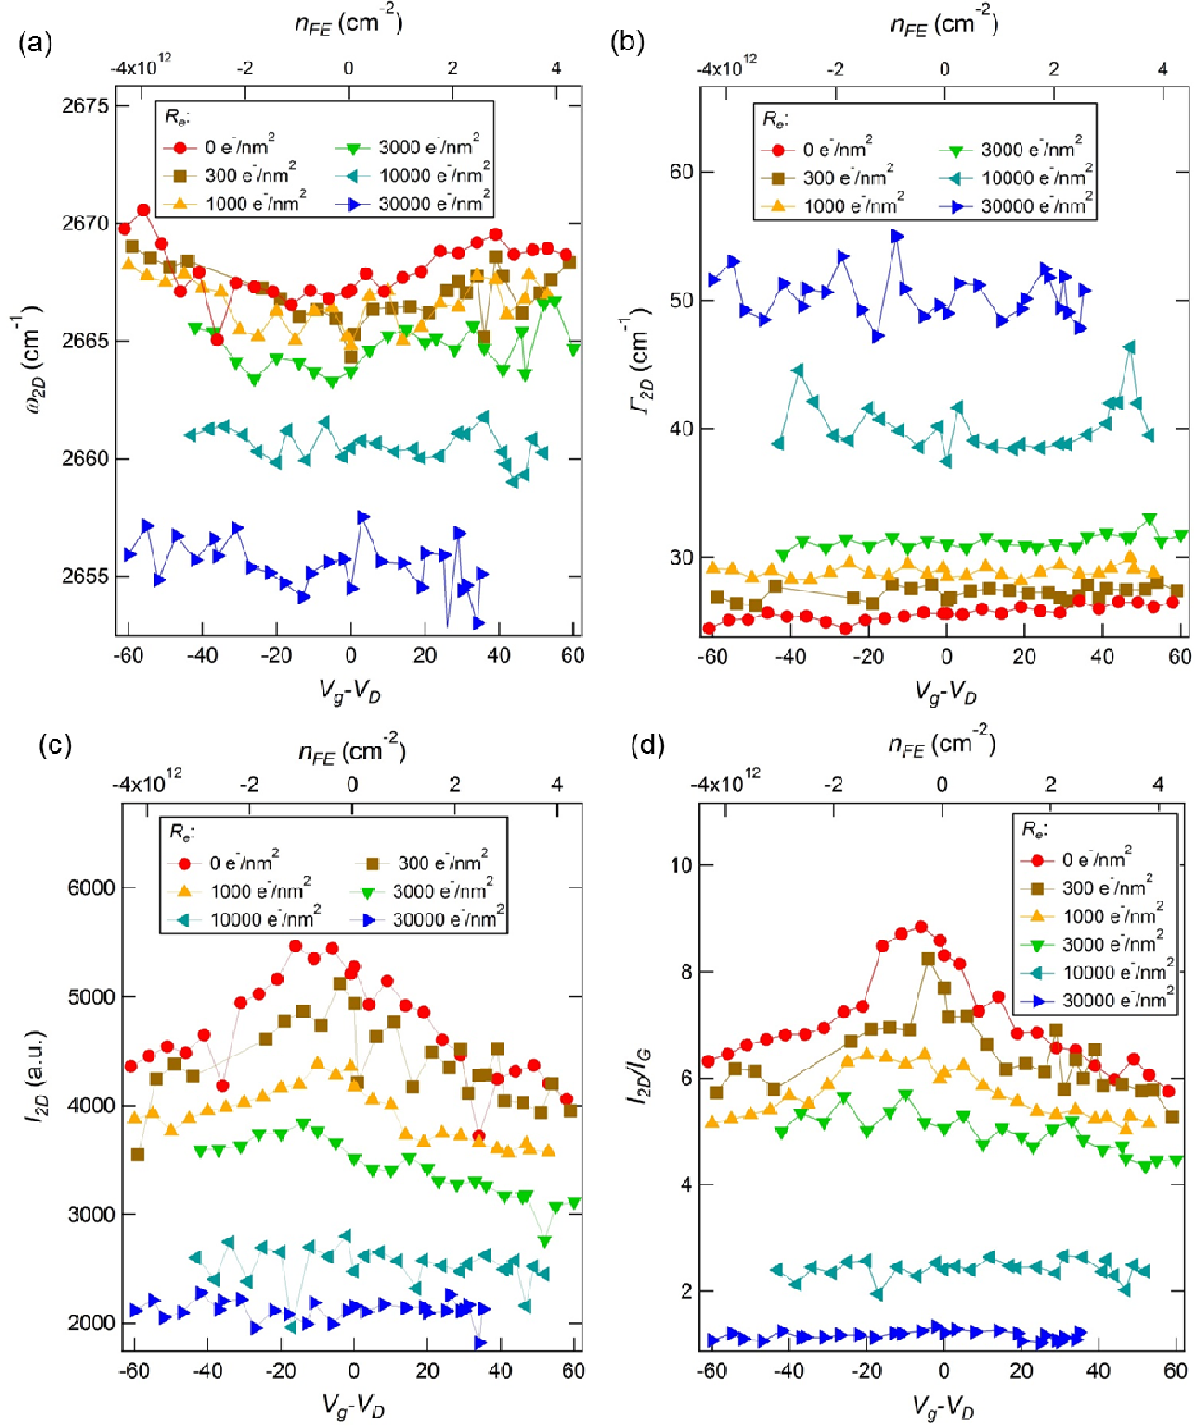 (a)
n_FE (cm^-2)
-4x10^12 -2 0 2 4
R_e:
0 e^-/nm^2 3000 e^-/nm^2
300 e^-/nm^2 10000 e^-/nm^2
1000 e^-/nm^2 30000 e^-/nm^2
ω_2D (cm^-1)
2675
2670
2665
2660
2655
-60 -40 -20 0 20 40 60
V_g-V_D
(b)
n_FE (cm^-2)
-4x10^12 -2 0 2 4
R_e:
0 e^-/nm^2 3000 e^-/nm^2
300 e^-/nm^2 10000 e^-/nm^2
1000 e^-/nm^2 30000 e^-/nm^2
Γ_2D (cm^-1)
60
50
40
30
-60 -40 -20 0 20 40 60
V_g-V_D
(c)
n_FE (cm^-2)
-4x10^12 -2 0 2 4
R_e:
0 e^-/nm^2 300 e^-/nm^2
1000 e^-/nm^2 3000 e^-/nm^2
10000 e^-/nm^2 30000 e^-/nm^2
I_2D (a.u.)
6000
5000
4000
3000
2000
-60 -40 -20 0 20 40 60
V_g-V_D
(d)
n_FE (cm^-2)
-4x10^12 -2 0 2 4
R_e:
0 e^-/nm^2
300 e^-/nm^2
1000 e^-/nm^2
3000 e^-/nm^2
10000 e^-/nm^2
30000 e^-/nm^2
I_2D/I_G
10
8
6
4
2
-60 -40 -20 0 20 40 60
V_g-V_D